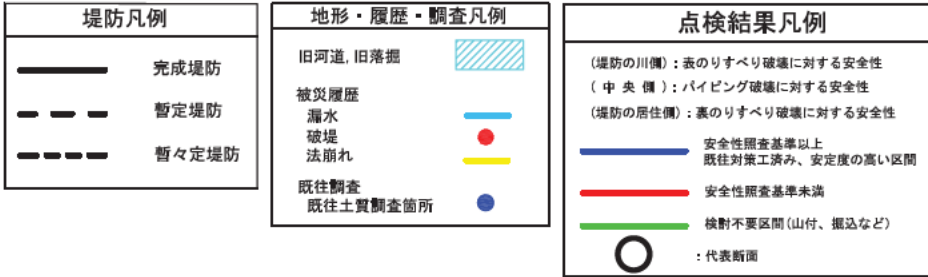 堤防凡例
完成堤防
暫定堤防
暫々定堤防
地形・履歴・調査凡例
旧河道,旧落掘
被災履歴
漏水
破堤
法崩れ
既往調査
既往土質調査箇所
点検結果凡例
(堤防の川側):表のりすべり破壊に対する安全性
(中央側):パイピング破壊に対する安全性
(堤防の居住側):裏のりすべり破壊に対する安全性
安全性照査基準以上
既往対策工済み、安定度の高い区間
安全性照査基準未満
検討不要区間(山付、掘込など)
:代表断面